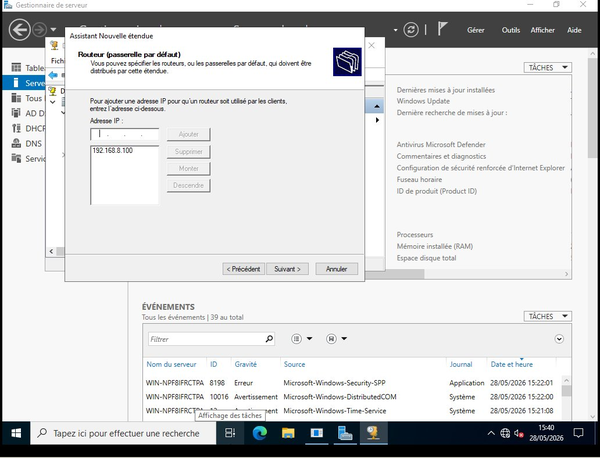 Gestionnaire de serveur
Gérer Outils Afficher Aide
Assistant Nouvelle étendue
Routeur (passerelle par défaut)
Vous pouvez spécifier les routeurs, ou les passerelles par défaut, qui doivent être
distribués par cette étendue.
Pour ajouter une adresse IP pour qu'un routeur soit utilisé par les clients,
entrez l'adresse ci-dessous.
Adresse IP :
Ajouter
192.168.8.100
Supprimer
Monter
Descendre
< Précédent
Suivant >
Annuler
Fichi
Tabl
Serve
Tous
AD D
DHCP
DNS
Servic
TÂCHES
Dernières mises à jour installées
Windows Update
Dernière recherche de mises à jour :
Antivirus Microsoft Defender
Commentaires et diagnostics
Configuration de sécurité renforcée d'Internet Explorer
Fuseau horaire
ID de produit (Product ID)
Processeurs
Mémoire installée (RAM)
Espace disque total
ÉVÉNEMENTS
Tous les événements | 39 au total
TÂCHES
Filtrer
Nom du serveur ID Gravité Source Journal Date et heure
WIN-NPF8IFRCTPA 8198 Erreur Microsoft-Windows-Security-SPP Application 28/05/2026 15:22:01
WIN-NPF8IFRCTPA 10016 Avertissement Microsoft-Windows-DistributedCOM Système 28/05/2026 15:22:00
WIN-NPF8IFRCTPA Avertissement Microsoft-Windows-Time-Service Système 28/05/2026 15:21:08
Affichage des tâches
Tapez ici pour effectuer une recherche
15:40
28/05/2026